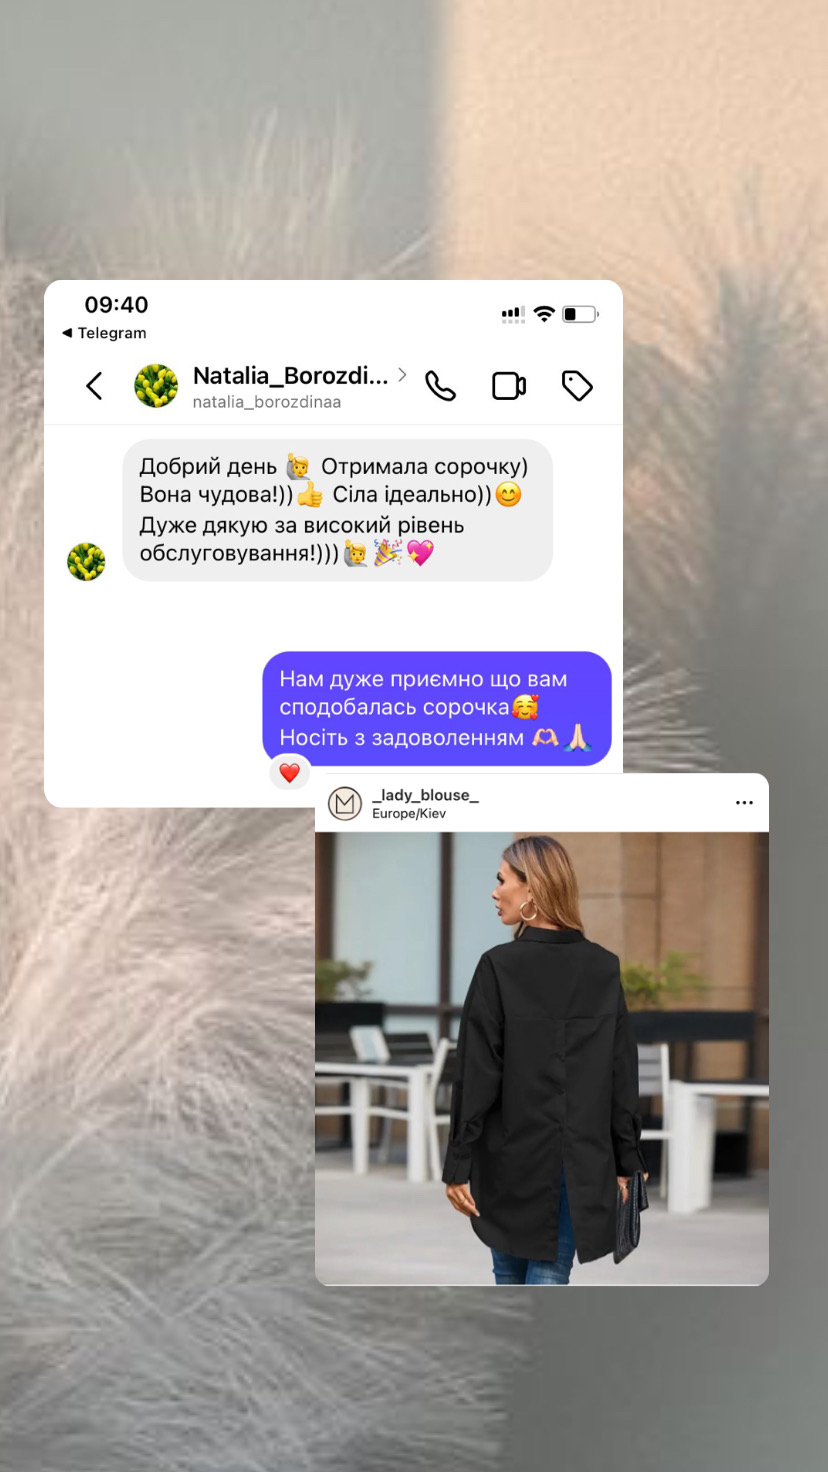 09:40
◀ Telegram
Natalia_Borozdi...
natalia_borozdinaa
Добрий день 🙋 Отримала сорочку)
Вона чудова!))👍 Сіла ідеально))😊
Дуже дякую за високий рівень
обслуговування!)))🙋🎉💖
Нам дуже приємно що вам
сподобалась сорочка🥰
Носіть з задоволенням 🫶🏻🙏🏻
❤️
_lady_blouse_
Europe/Kiev